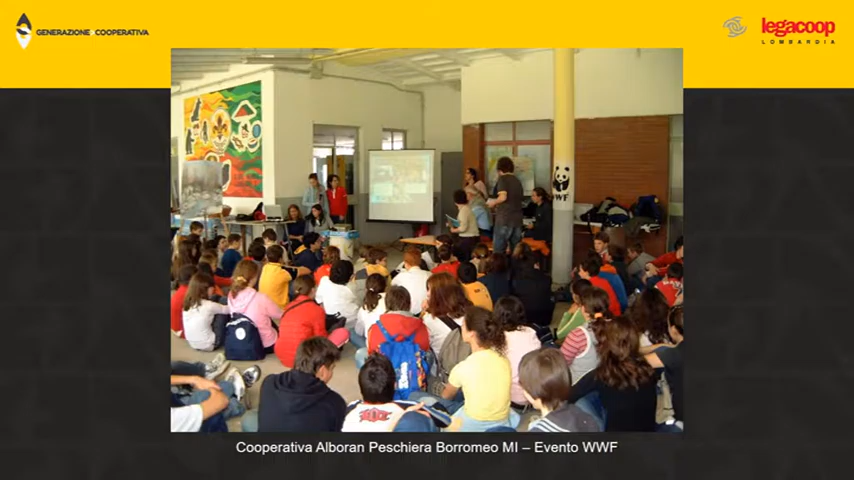 GENERAZIONE COOPERATIVA
legacoop
LOMBARDIA
WWF
Cooperativa Alboran Peschiera Borromeo MI – Evento WWF